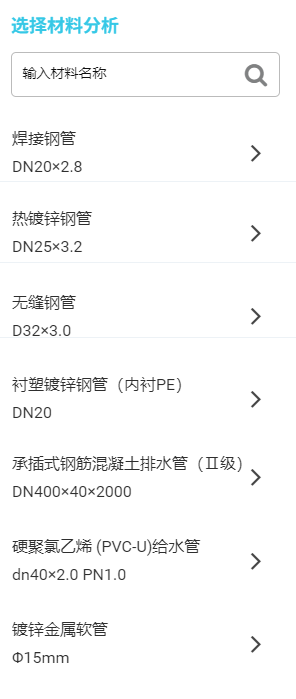 选择材料分析
输入材料名称
焊接钢管
DN20×2.8
热镀锌钢管
DN25×3.2
无缝钢管
D32×3.0
衬塑镀锌钢管（内衬PE）
DN20
承插式钢筋混凝土排水管（Ⅱ级）
DN400×40×2000
硬聚氯乙烯 (PVC-U)给水管
dn40×2.0 PN1.0
镀锌金属软管
Φ15mm